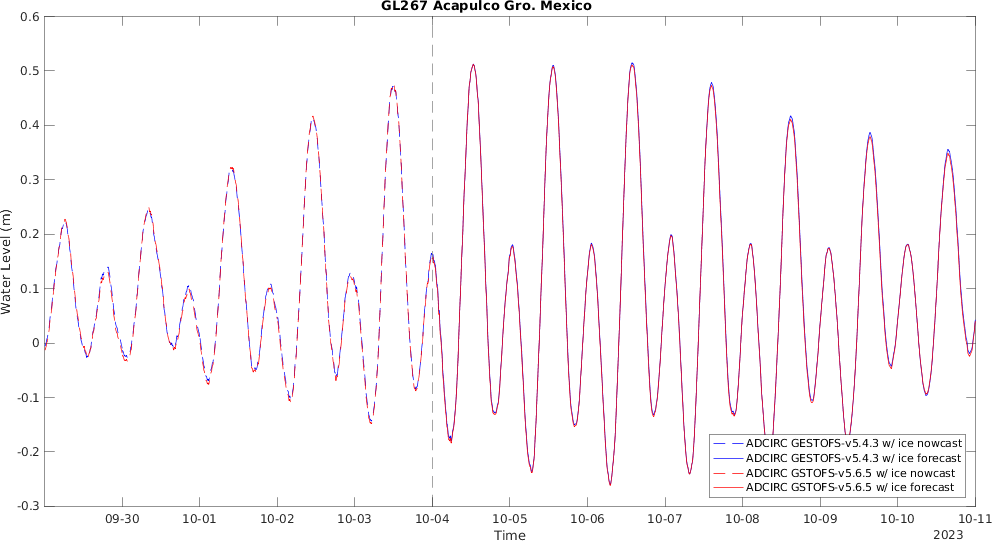 GL267 Acapulco Gro. Mexico
0.6
0.5
0.4
0.3
0.2
0.1
0
-0.1
-0.2
-0.3
Water Level (m)
ADCIRC GESTOFS-v5.4.3 w/ ice nowcast
ADCIRC GESTOFS-v5.4.3 w/ ice forecast
ADCIRC GSTOFS-v5.6.5 w/ ice nowcast
ADCIRC GSTOFS-v5.6.5 w/ ice forecast
09-30 10-01 10-02 10-03 10-04 10-05 10-06 10-07 10-08 10-09 10-10 10-11
Time
2023